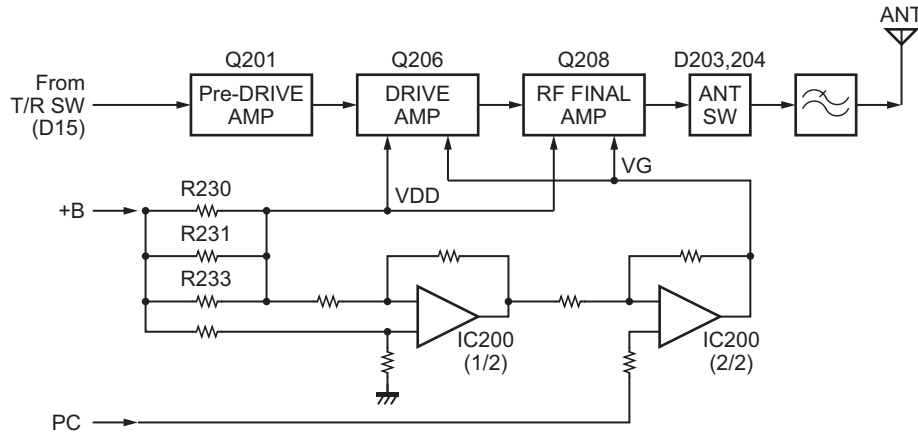 ANT
Q201
Q206
Q208
D203,204
From
T/R SW
(D15)
Pre-DRIVE
AMP
DRIVE
AMP
RF FINAL
AMP
ANT
SW
VG
VDD
+B
R230
R231
R233
IC200
(1/2)
IC200
(2/2)
PC